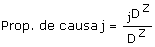 Prop. de causa j = jD^Z / D^Z